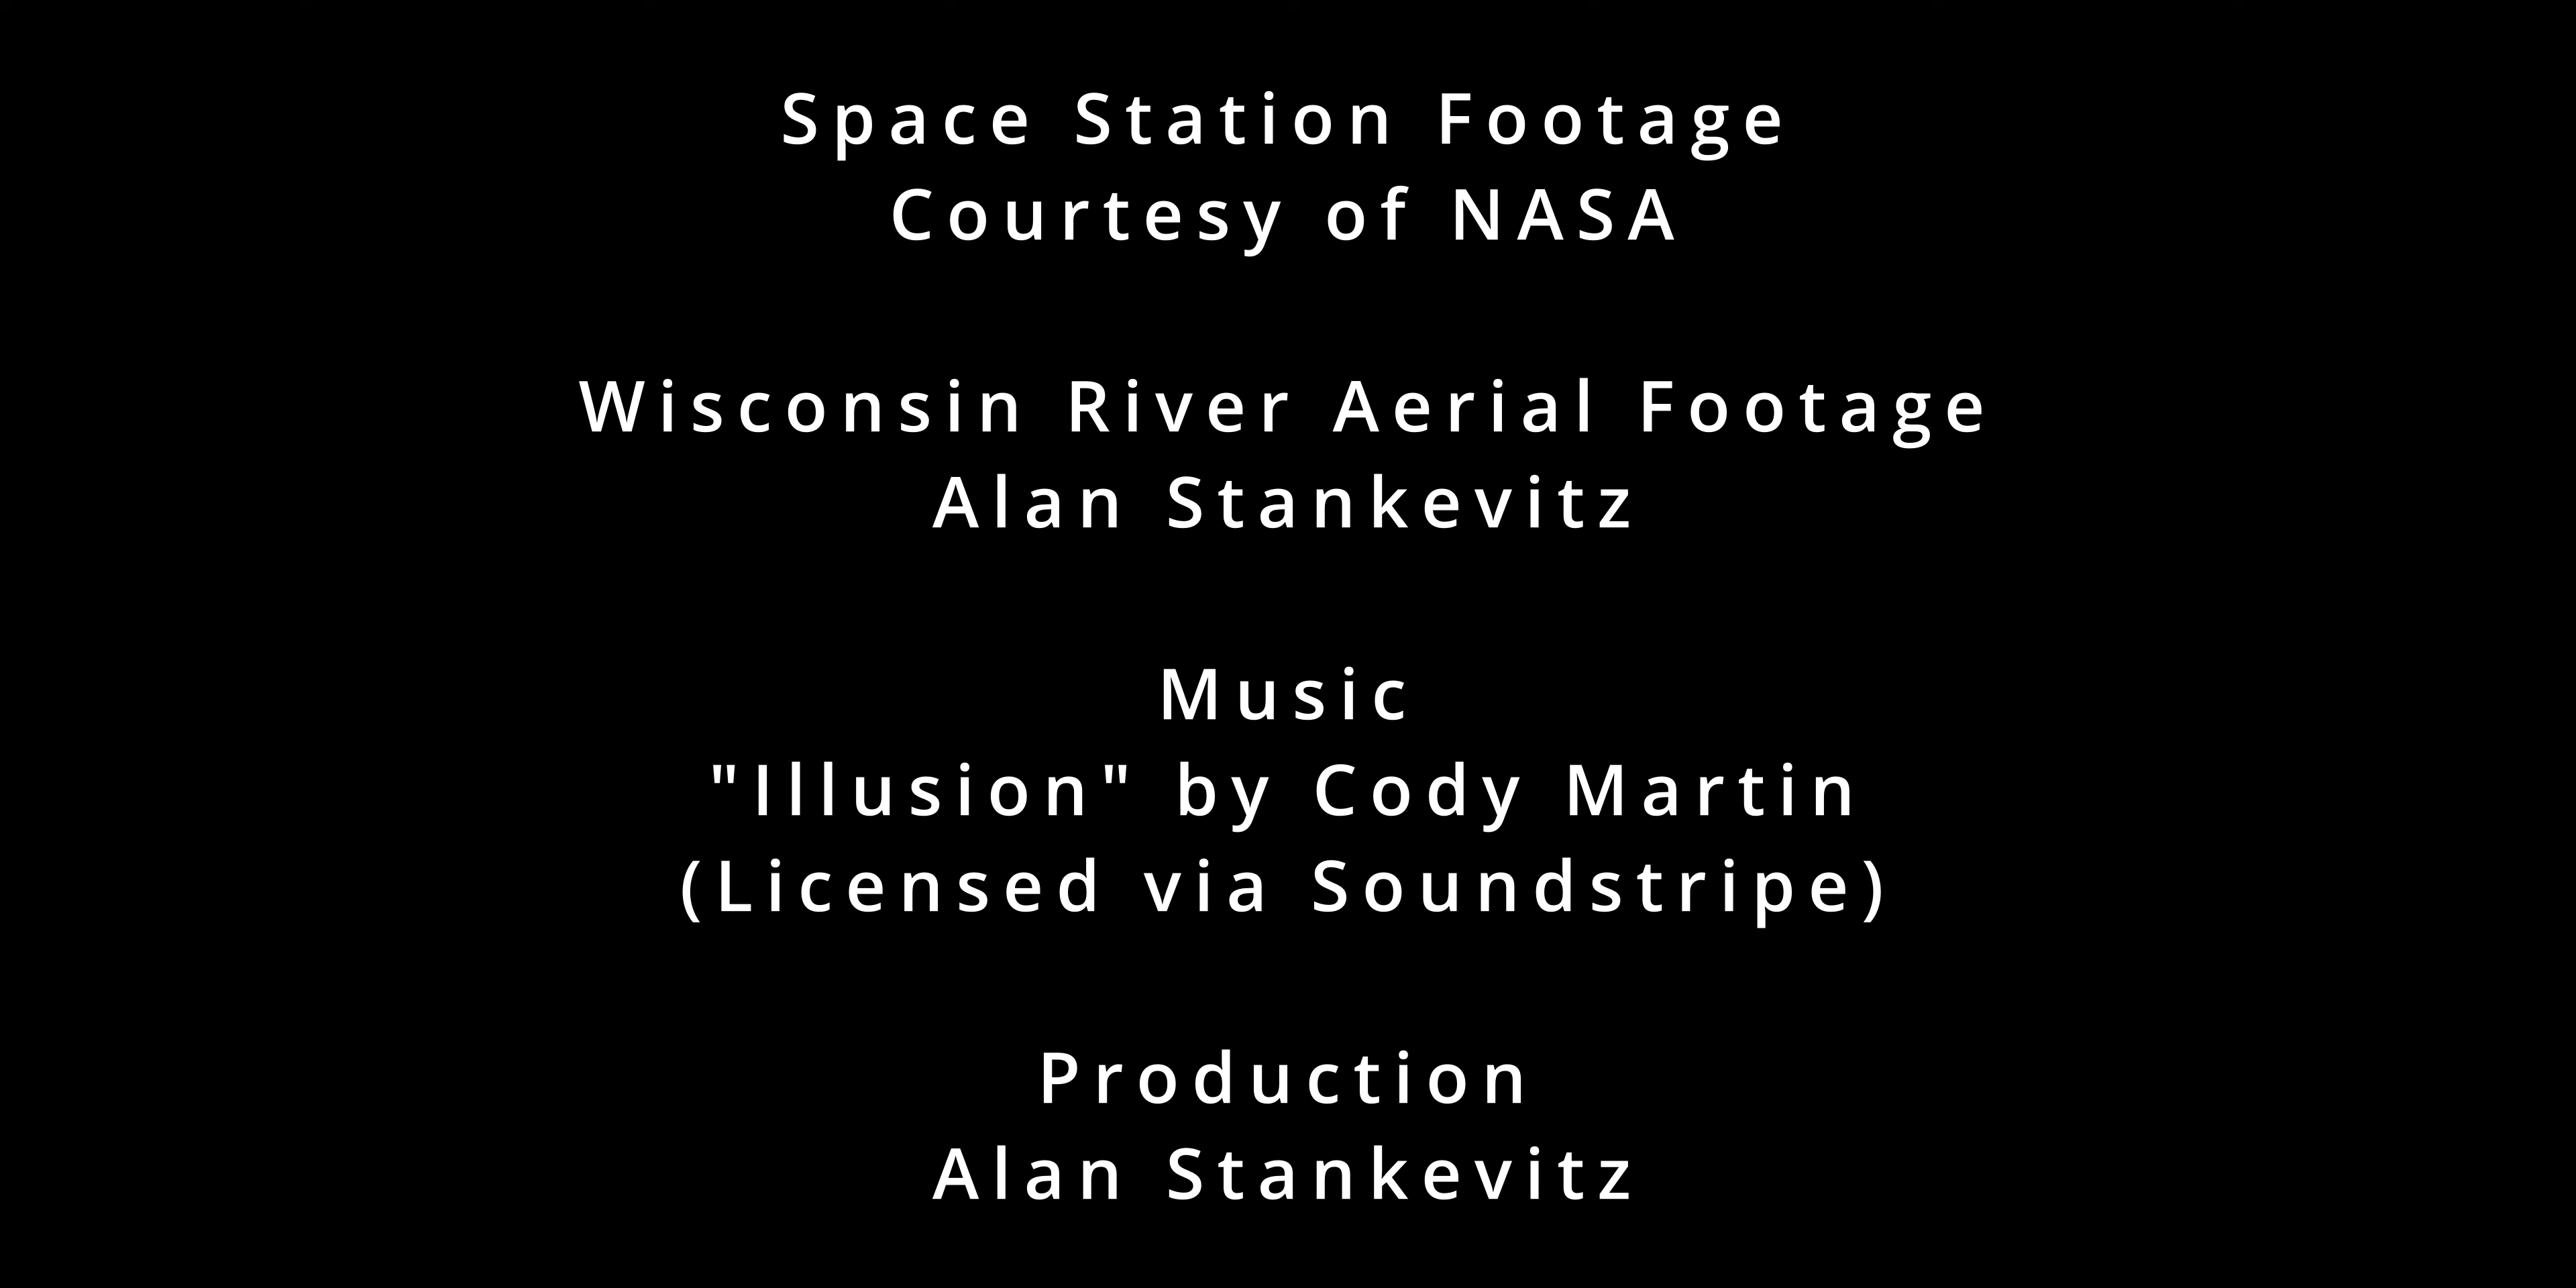 Space Station Footage
Courtesy of NASA
Wisconsin River Aerial Footage
Alan Stankevitz
Music
"Illusion" by Cody Martin
(Licensed via Soundstripe)
Production
Alan Stankevitz